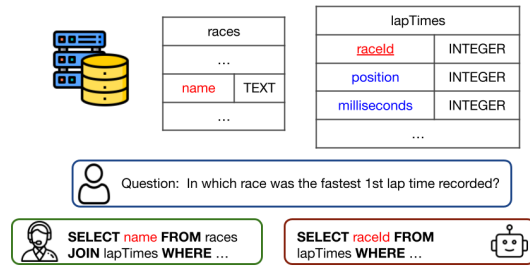 races
...
name TEXT
...
lapTimes
raceId INTEGER
position INTEGER
milliseconds INTEGER
...
Question: In which race was the fastest 1st lap time recorded?
SELECT name FROM races
JOIN lapTimes WHERE ...
SELECT raceId FROM
lapTimes WHERE ...